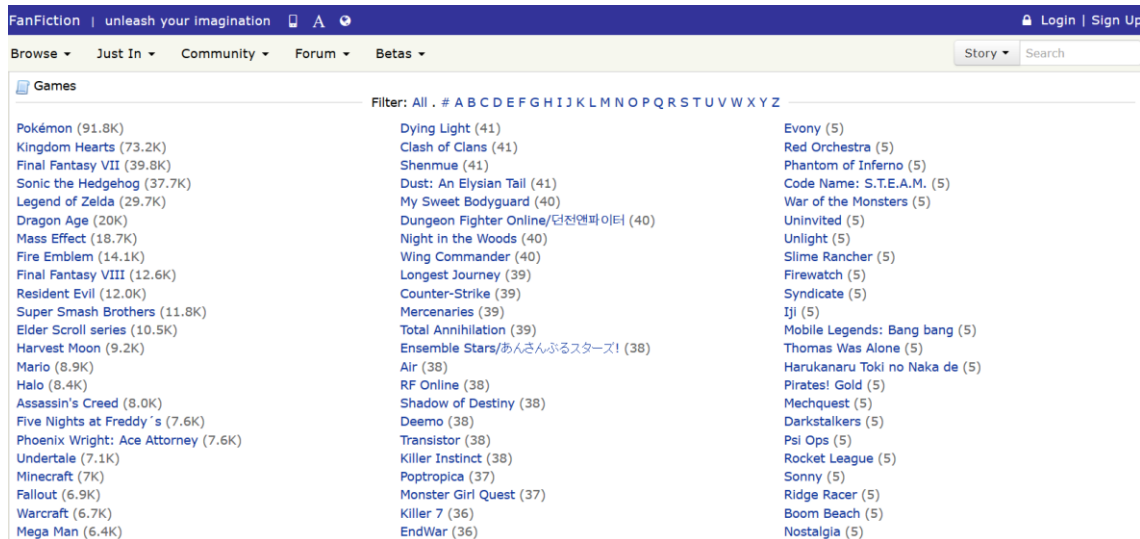 FanFiction | unleash your imagination A Login | Sign Up
Browse Just In Community Forum Betas Story Search
Games
Filter: All . # A B C D E F G H I J K L M N O P Q R S T U V W X Y Z
Pokémon (91.8K)
Kingdom Hearts (73.2K)
Final Fantasy VII (39.8K)
Sonic the Hedgehog (37.7K)
Legend of Zelda (29.7K)
Dragon Age (20K)
Mass Effect (18.7K)
Fire Emblem (14.1K)
Final Fantasy VIII (12.6K)
Resident Evil (12.0K)
Super Smash Brothers (11.8K)
Elder Scroll series (10.5K)
Harvest Moon (9.2K)
Mario (8.9K)
Halo (8.4K)
Assassin's Creed (8.0K)
Five Nights at Freddy´s (7.6K)
Phoenix Wright: Ace Attorney (7.6K)
Undertale (7.1K)
Minecraft (7K)
Fallout (6.9K)
Warcraft (6.7K)
Mega Man (6.4K)
Dying Light (41)
Clash of Clans (41)
Shenmue (41)
Dust: An Elysian Tail (41)
My Sweet Bodyguard (40)
Dungeon Fighter Online/던전앤파이터 (40)
Night in the Woods (40)
Wing Commander (40)
Longest Journey (39)
Counter-Strike (39)
Mercenaries (39)
Total Annihilation (39)
Ensemble Stars/あんさんぶるスターズ! (38)
Air (38)
RF Online (38)
Shadow of Destiny (38)
Deemo (38)
Transistor (38)
Killer Instinct (38)
Poptropica (37)
Monster Girl Quest (37)
Killer 7 (36)
EndWar (36)
Evony (5)
Red Orchestra (5)
Phantom of Inferno (5)
Code Name: S.T.E.A.M. (5)
War of the Monsters (5)
Uninvited (5)
Unlight (5)
Slime Rancher (5)
Firewatch (5)
Syndicate (5)
Iji (5)
Mobile Legends: Bang bang (5)
Thomas Was Alone (5)
Harukanaru Toki no Naka de (5)
Pirates! Gold (5)
Mechquest (5)
Darkstalkers (5)
Psi Ops (5)
Rocket League (5)
Sonny (5)
Ridge Racer (5)
Boom Beach (5)
Nostalgia (5)